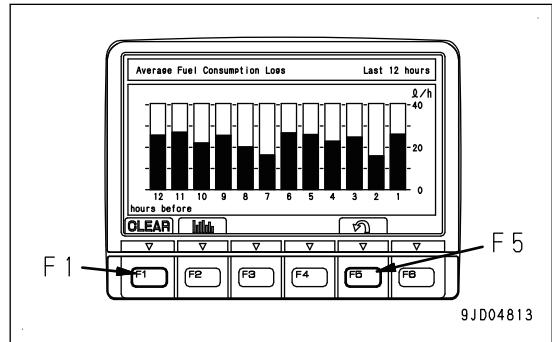 Average Fuel Consumption Logs Last 12 hours
ℓ/h
40
20
0
12 11 10 9 8 7 6 5 4 3 2 1
hours before
CLEAR
F1 F5
F1 F2 F3 F4 F5 F6
9JD04813